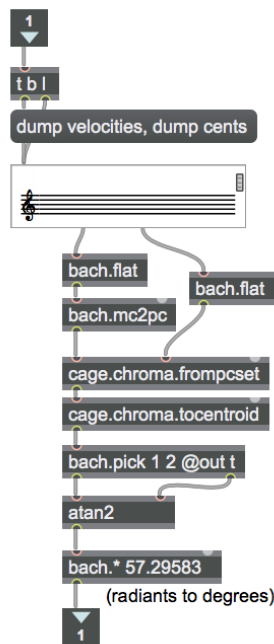 1
t b l
dump velocities, dump cents
bach.flat
bach.flat
bach.mc2pc
cage.chroma.frompcset
cage.chroma.tocentroid
bach.pick 1 2 @out t
atan2
bach.* 57.29583
(radiants to degrees)
1